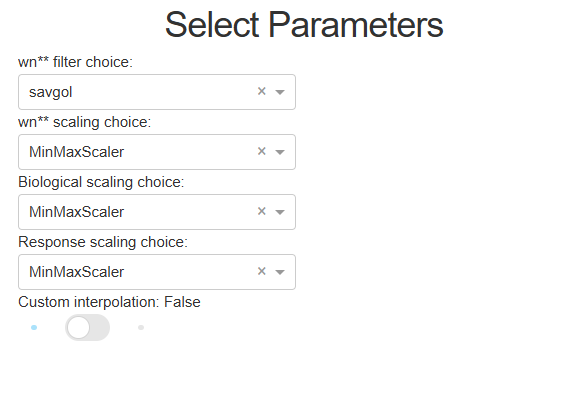 Select Parameters
wn** filter choice:
savgol
wn** scaling choice:
MinMaxScaler
Biological scaling choice:
MinMaxScaler
Response scaling choice:
MinMaxScaler
Custom interpolation: False